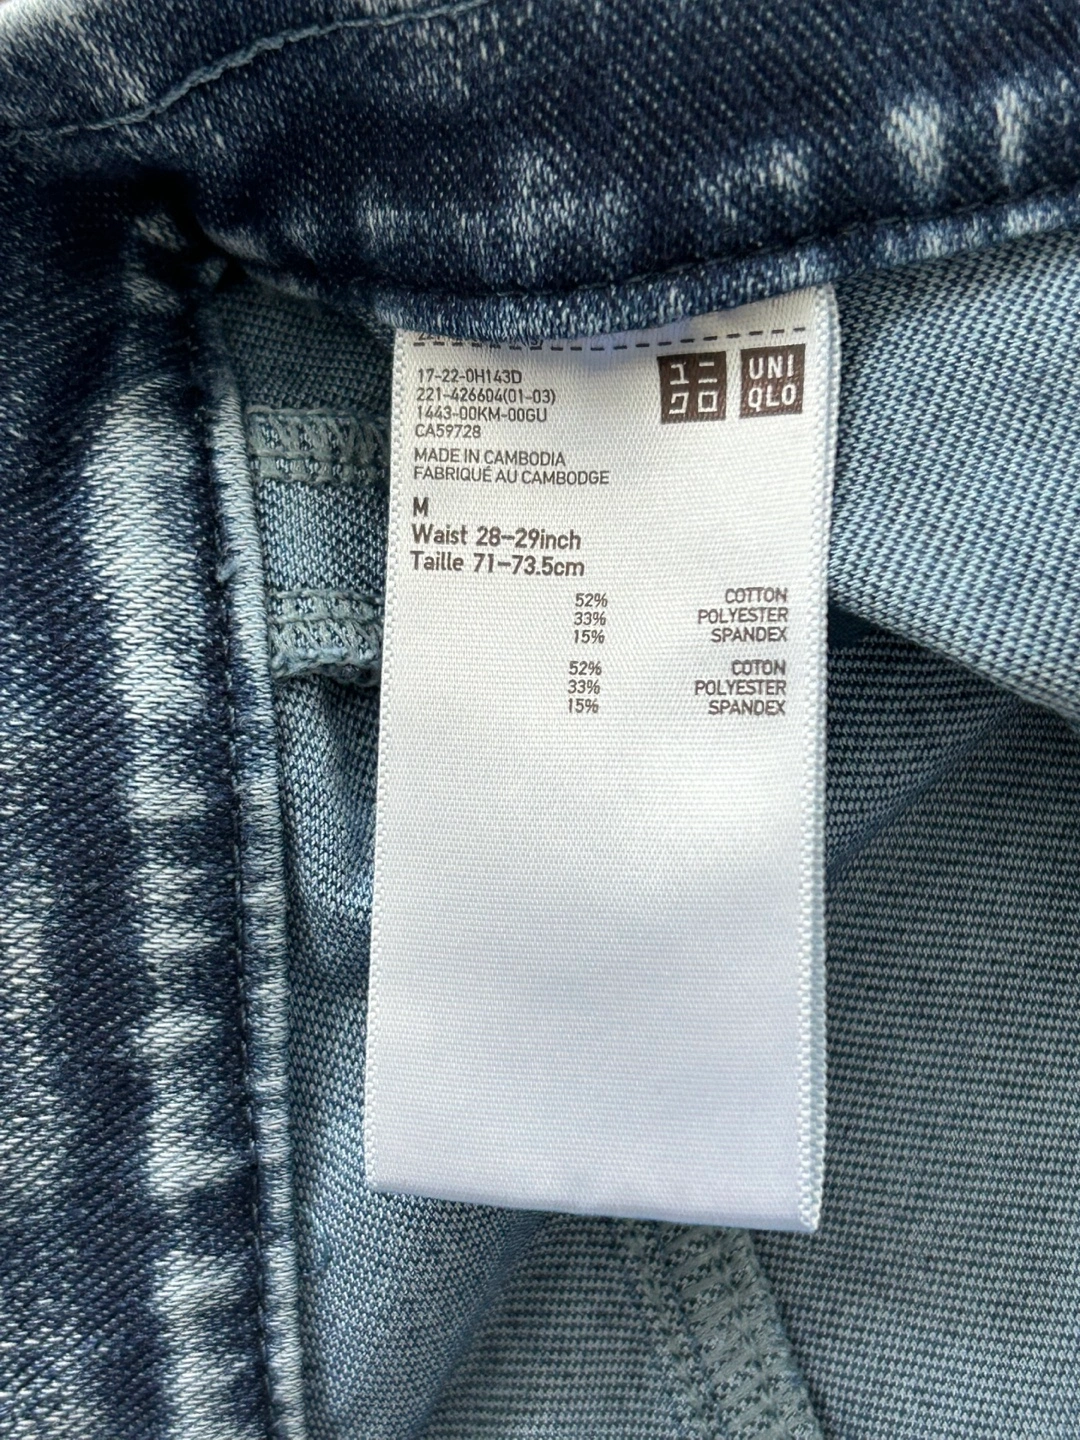 ユニ UNI
クロ QLO
17-22-0H143D
221-426604(01-03)
1443-00KM-00GU
CA59728
MADE IN CAMBODIA
FABRIQUÉ AU CAMBODGE
M
Waist 28–29inch
Taille 71–73.5cm
52% COTTON
33% POLYESTER
15% SPANDEX
52% COTON
33% POLYESTER
15% SPANDEX